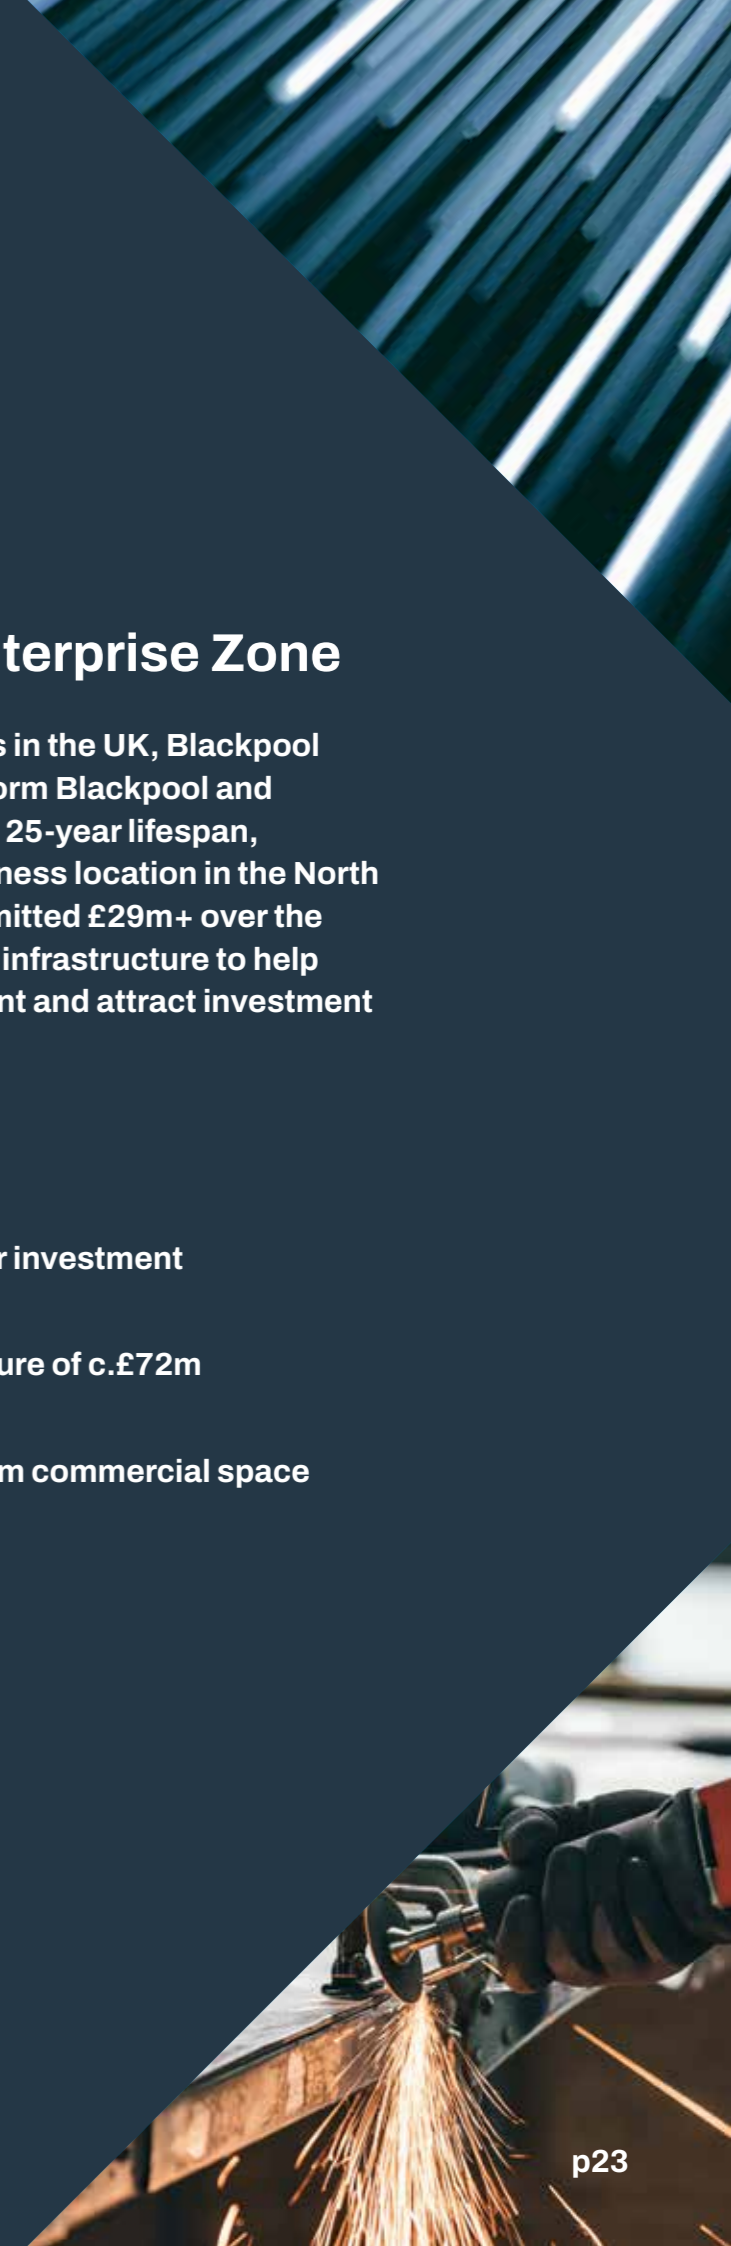 terprise Zone
s in the UK, Blackpool
orm Blackpool and
25-year lifespan,
ness location in the North
mitted £29m+ over the
infrastructure to help
nt and attract investment
r investment
ure of c.£72m
m commercial space
p23